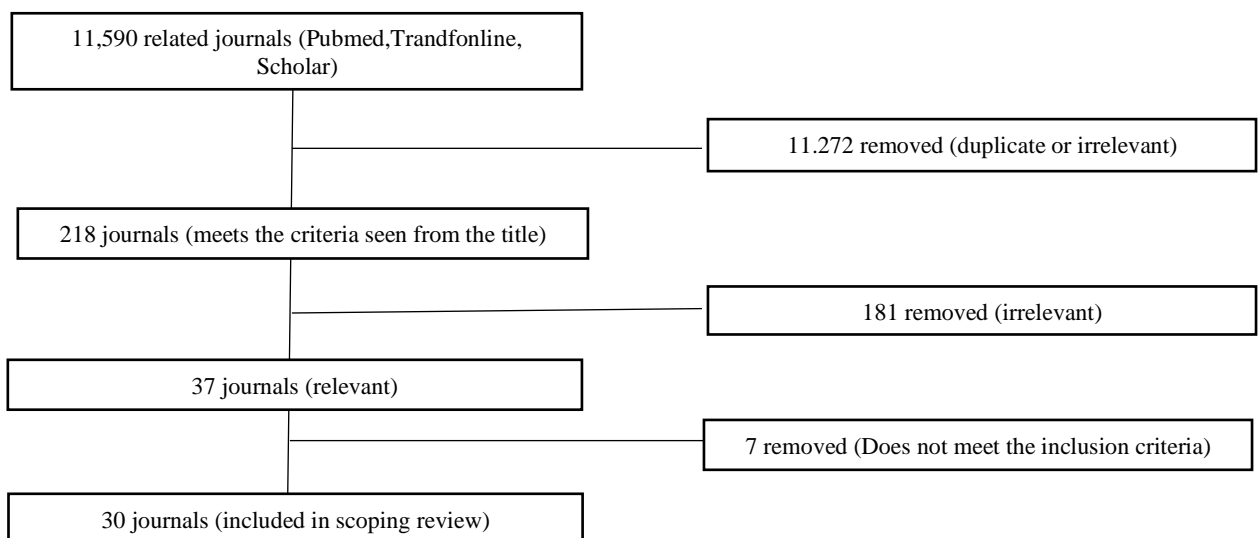 11,590 related journals (Pubmed,Trandfonline,
Scholar)
11.272 removed (duplicate or irrelevant)
218 journals (meets the criteria seen from the title)
181 removed (irrelevant)
37 journals (relevant)
7 removed (Does not meet the inclusion criteria)
30 journals (included in scoping review)